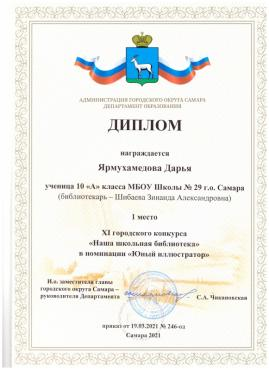 АДМИНИСТРАЦИЯ ГОРОДСКОГО ОКРУГА САМАРА
ДЕПАРТАМЕНТ ОБРАЗОВАНИЯ
ДИПЛОМ
награждается
Ярмухамедова Дарья
ученица 10 «А» класса МБОУ Школы № 29 г.о. Самара
(библиотекарь – Шибаева Зинаида Александровна)
I место
XI городского конкурса
«Наша школьная библиотека»
в номинации «Юный иллюстратор»
И.о. заместителя главы
городского округа Самара –
руководителя Департамента
С.А. Чакановская
приказ от 19.03.2021 № 246-од
Самара 2021